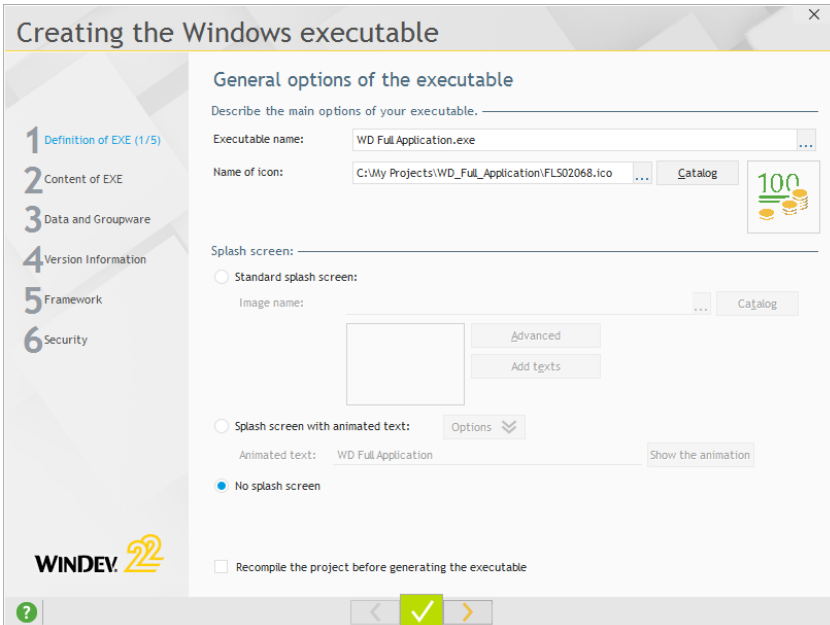 Creating the Windows executable
1 Definition of EXE (1/5)
2 Content of EXE
3 Data and Groupware
4 Version Information
5 Framework
6 Security
WINDEV. 22
General options of the executable
Describe the main options of your executable.
Executable name: WD Full Application.exe ...
Name of icon: C:\My Projects\WD_Full_Application\FLS02068.ico ... Catalog
100
Splash screen:
Standard splash screen:
Image name: ... Catalog
Advanced
Add texts
Splash screen with animated text: Options
Animated text: WD Full Application Show the animation
No splash screen
Recompile the project before generating the executable
?